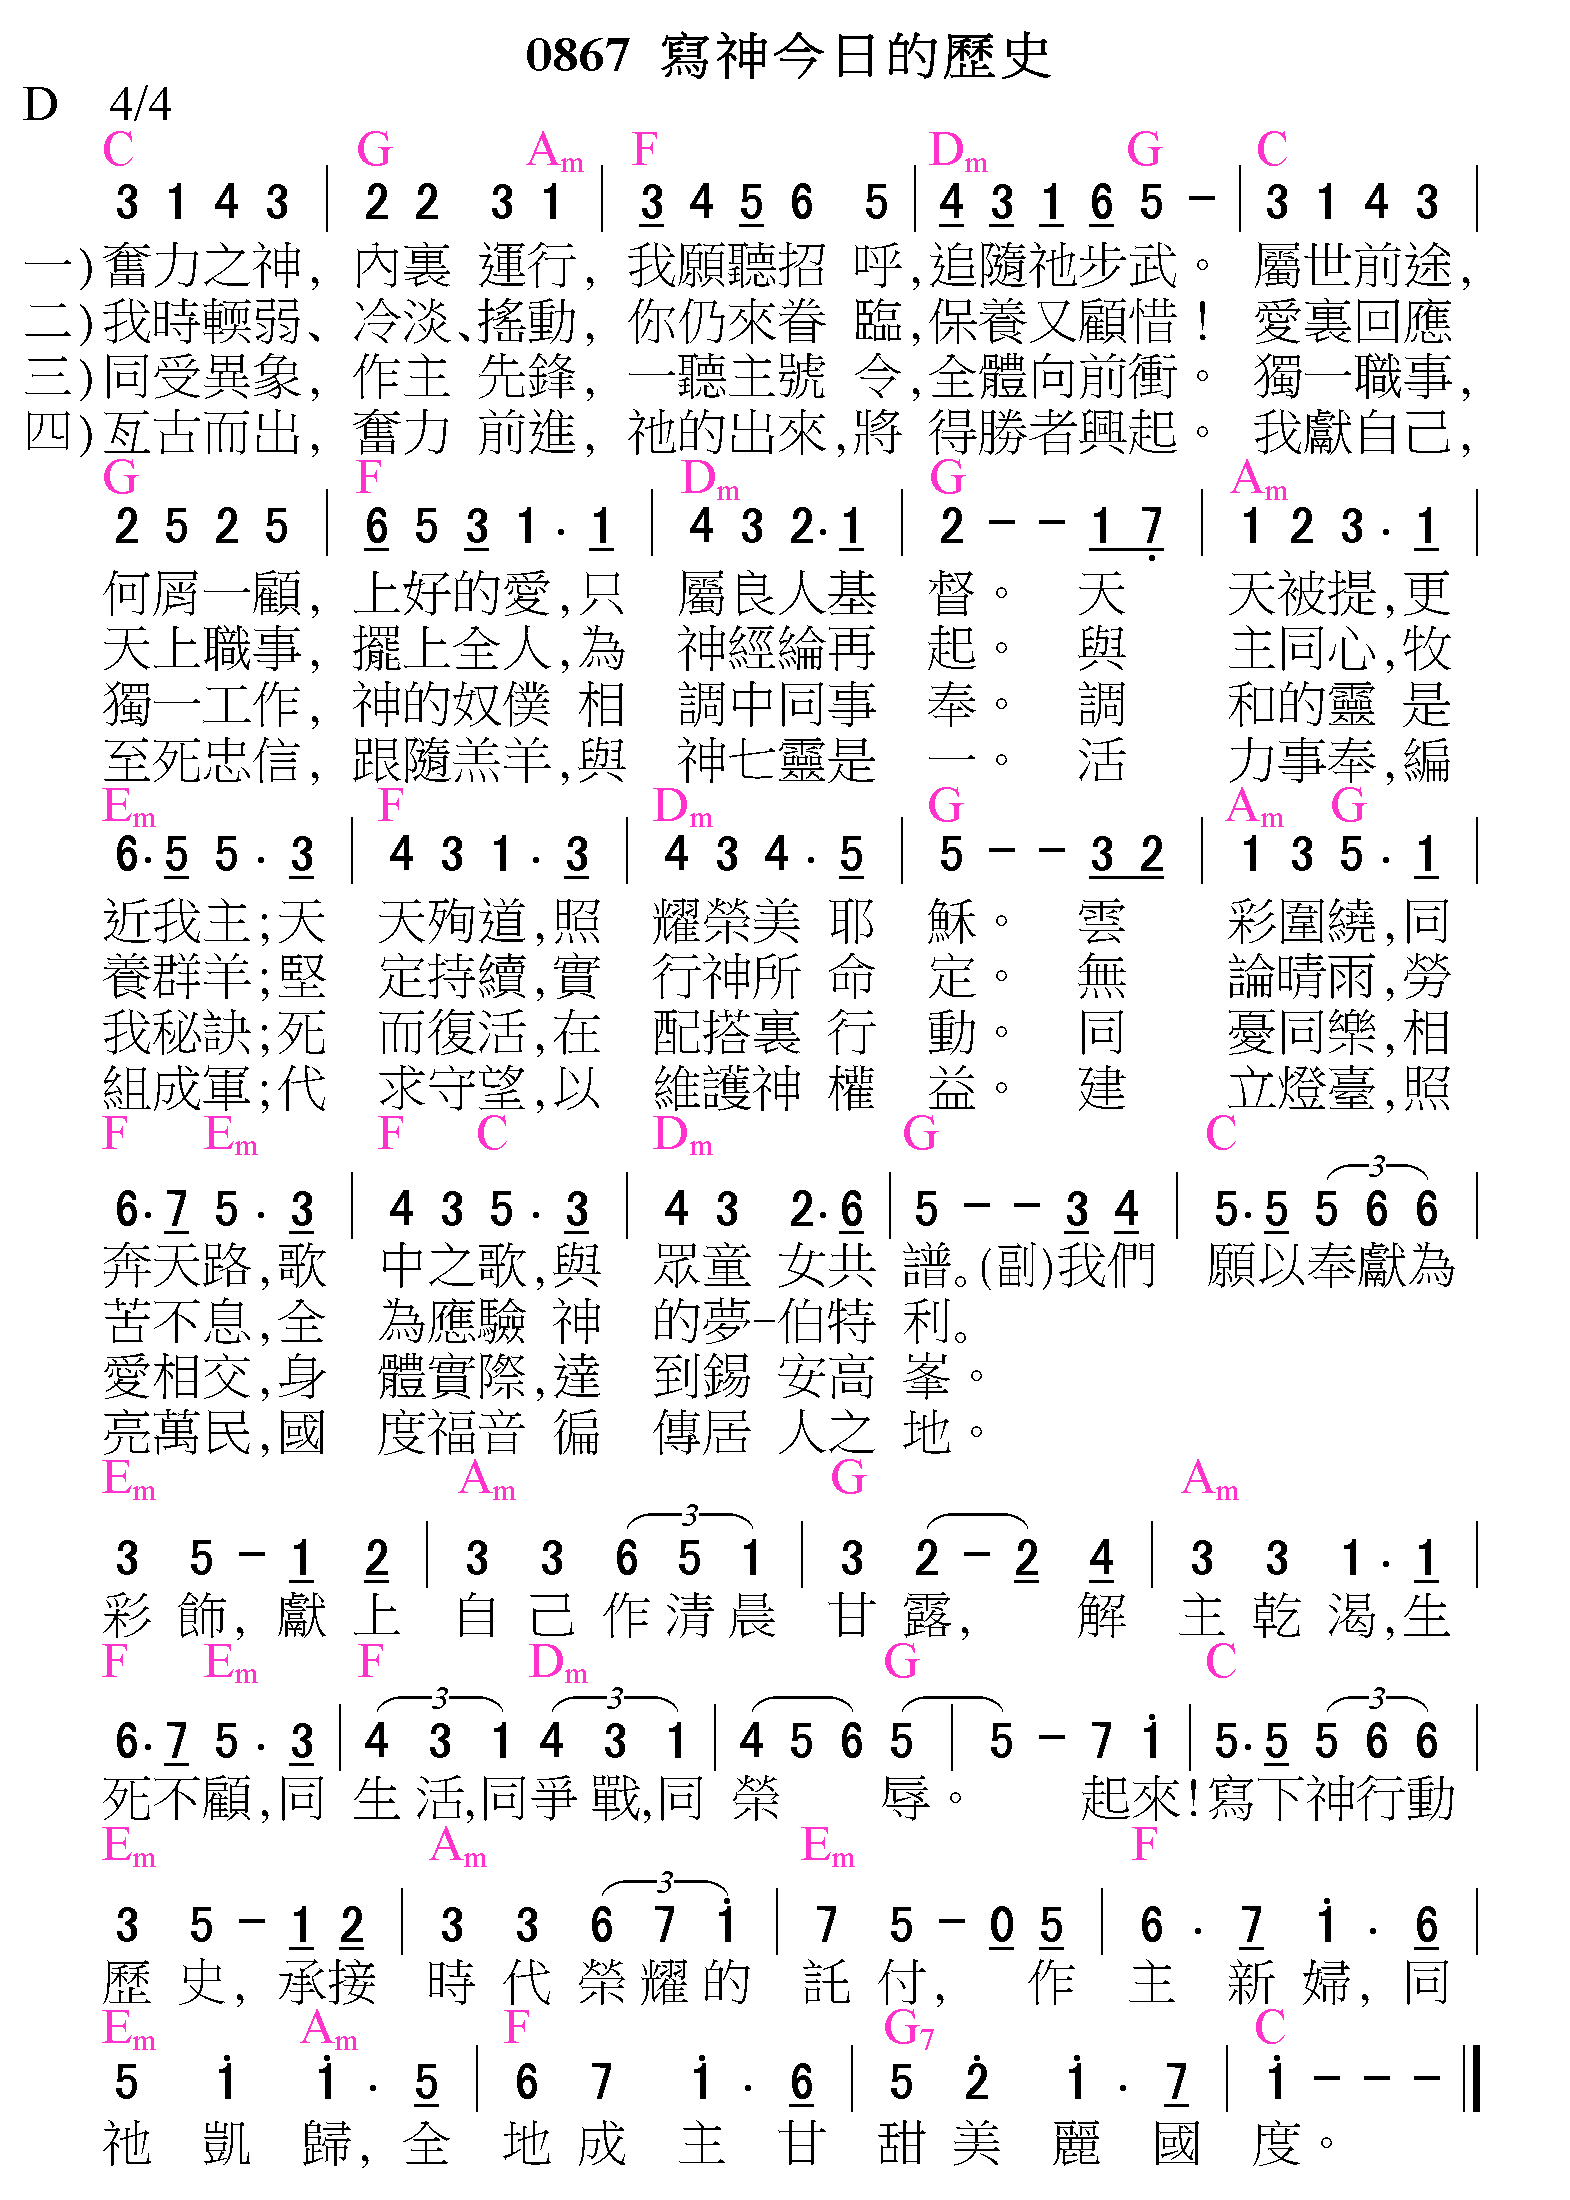 0867 寫神今日的歷史
D 4/4
C G Am F Dm G C
3 1 4 3 | 2 2 3 1 | 3 4 5 6 5 | 4 3 1 6 5 - | 3 1 4 3 |
一)奮力之神, 內裏 運行, 我願聽招 呼,追隨祂步武。 屬世前途,
二)我時輭弱、 冷淡、搖動, 你仍來眷 臨,保養又顧惜! 愛裏回應
三)同受異象, 作主 先鋒, 一聽主號 令,全體向前衝。 獨一職事,
四)亙古而出, 奮力 前進, 祂的出來,將 得勝者興起。 我獻自己,
G F Dm G Am
2 5 2 5 | 6 5 3 1 . 1 | 4 3 2. 1 | 2 - - 1 7 | 1 2 3 . 1 |
何屑一顧, 上好的愛,只 屬良人基 督。 天 天被提,更
天上職事, 擺上全人,為 神經綸再 起。 與 主同心,牧
獨一工作, 神的奴僕 相 調中同事 奉。 調 和的靈 是
至死忠信, 跟隨羔羊,與 神七靈是 一。 活 力事奉,編
Em F Dm G Am G
6. 5 5 . 3 | 4 3 1 . 3 | 4 3 4 . 5 | 5 - - 3 2 | 1 3 5 . 1 |
近我主;天 天殉道,照 耀榮美 耶 穌。 雲 彩圍繞,同
養群羊;堅 定持續,實 行神所 命 定。 無 論晴雨,勞
我秘訣;死 而復活,在 配搭裏 行 動。 同 憂同樂,相
組成軍;代 求守望,以 維護神 權 益。 建 立燈臺,照
F Em F C Dm G C
3
6. 7 5 . 3 | 4 3 5 . 3 | 4 3 2. 6 | 5 - - 3 4 | 5. 5 5 6 6 |
奔天路,歌 中之歌,與 眾童 女共 譜。(副)我們 願以奉獻為
苦不息,全 為應驗 神 的夢-伯特 利。
愛相交,身 體實際,達 到錫 安高 峯。
亮萬民,國 度福音 徧 傳居 人之 地。
Em Am G Am
3
3 5 - 1 2 | 3 3 6 5 1 | 3 2 - 2 4 | 3 3 1 . 1 |
彩 飾, 獻 上 自 己 作 清 晨 甘 露, 解 主 乾 渴,生
F Em F Dm G C
3 3 3
6. 7 5 . 3 | 4 3 1 4 3 1 | 4 5 6 5 | 5 - 7 1 | 5. 5 5 6 6 |
死不顧,同 生 活,同爭 戰,同 榮 辱。 起來!寫下神行動
Em Am Em F
3
3 5 - 1 2 | 3 3 6 7 1 | 7 5 - 0 5 | 6 . 7 1 . 6 |
歷 史, 承接 時 代 榮 耀 的 託 付, 作 主 新 婦, 同
Em Am F G7 C
5 1 1 . 5 | 6 7 1 . 6 | 5 2 1 . 7 | 1 - - - ||
祂 凱 歸, 全 地 成 主 甘 甜 美 麗 國 度。